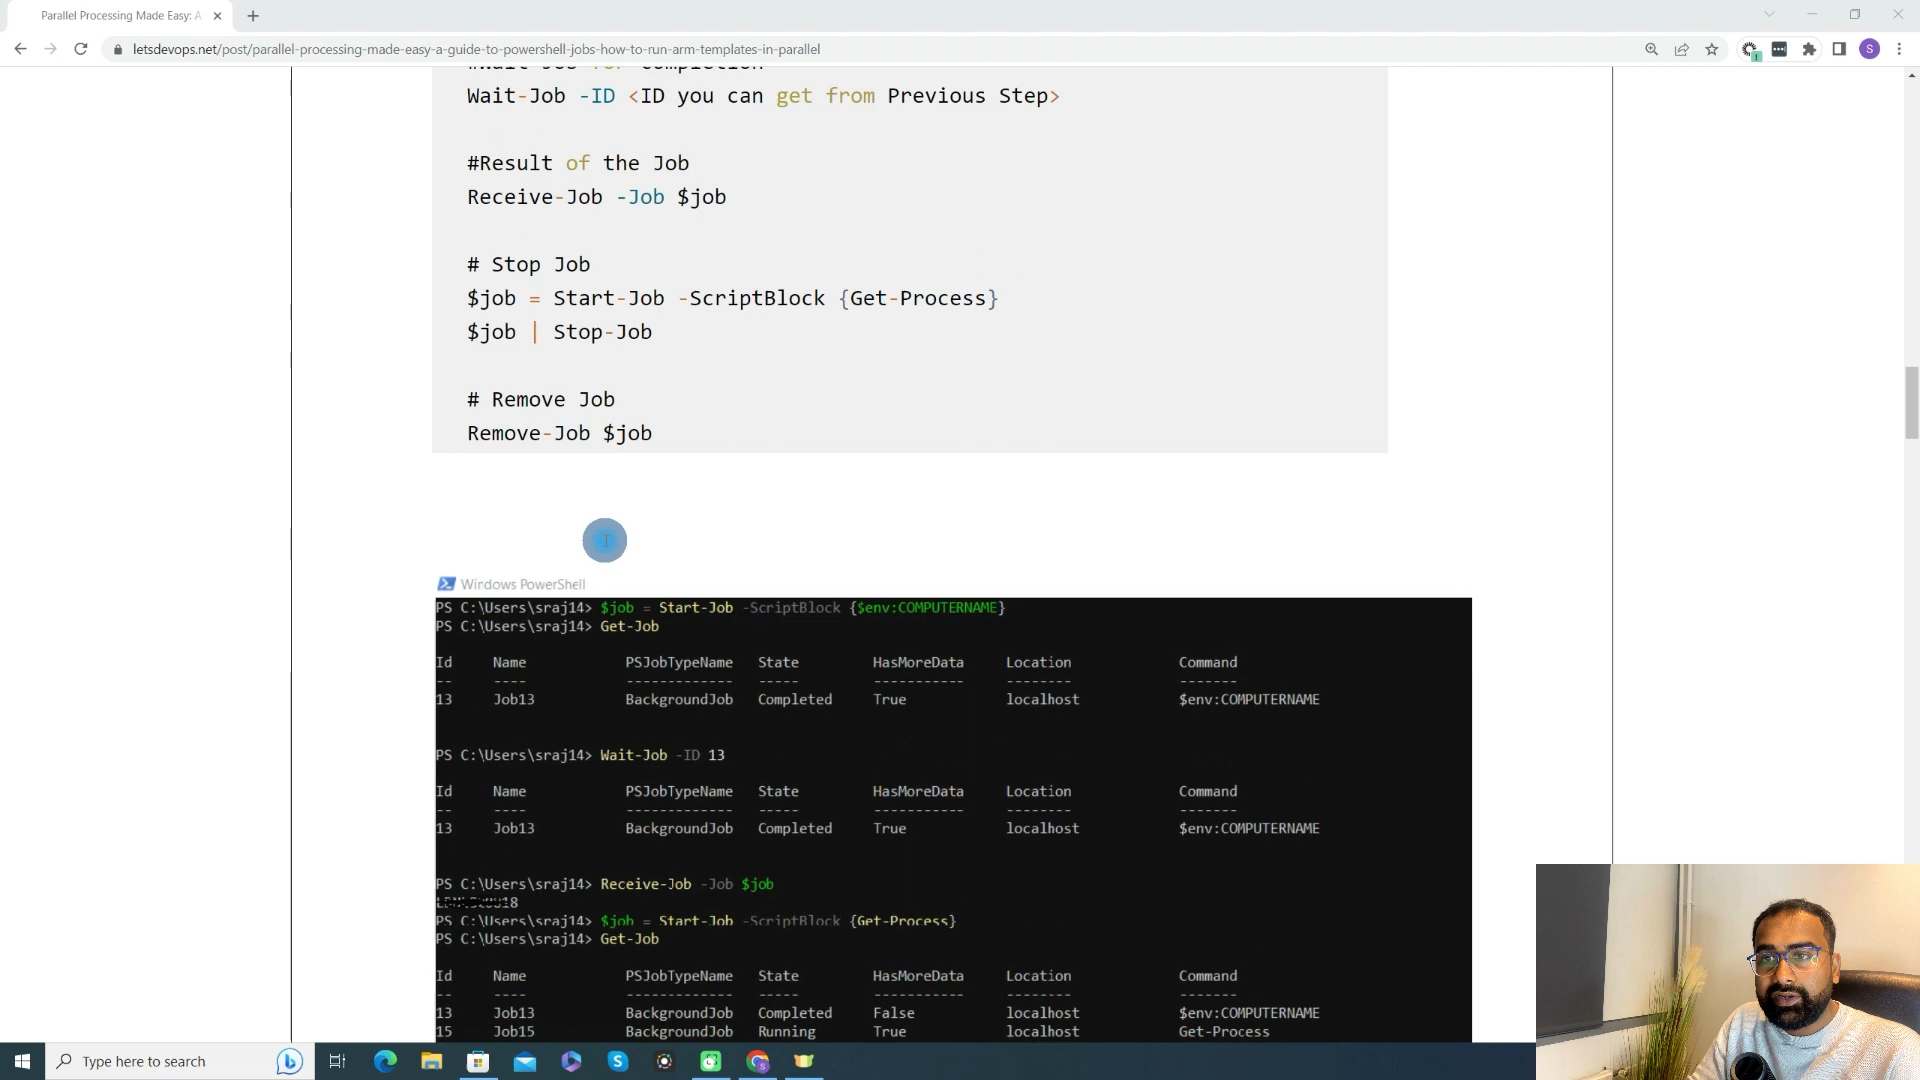 Parallel Processing Made Easy: A
letsdevops.net/post/parallel-processing-made-easy-a-guide-to-powershell-jobs-how-to-run-arm-templates-in-parallel
S
Wait-Job -ID <ID you can get from Previous Step>
#Result of the Job
Receive-Job -Job $job
# Stop Job
$job = Start-Job -ScriptBlock {Get-Process}
$job | Stop-Job
# Remove Job
Remove-Job $job
Windows PowerShell
PS C:\Users\sraj14> $job = Start-Job -ScriptBlock {$env:COMPUTERNAME}
PS C:\Users\sraj14> Get-Job
Id Name PSJobTypeName State HasMoreData Location Command
-- ---- ------------- ----- ----------- -------- -------
13 Job13 BackgroundJob Completed True localhost $env:COMPUTERNAME
PS C:\Users\sraj14> Wait-Job -ID 13
Id Name PSJobTypeName State HasMoreData Location Command
-- ---- ------------- ----- ----------- -------- -------
13 Job13 BackgroundJob Completed True localhost $env:COMPUTERNAME
PS C:\Users\sraj14> Receive-Job -Job $job
PS C:\Users\sraj14> $job = Start-Job -ScriptBlock {Get-Process}
PS C:\Users\sraj14> Get-Job
Id Name PSJobTypeName State HasMoreData Location Command
-- ---- ------------- ----- ----------- -------- -------
13 Job13 BackgroundJob Completed False localhost $env:COMPUTERNAME
15 Job15 BackgroundJob Running True localhost Get-Process
Type here to search